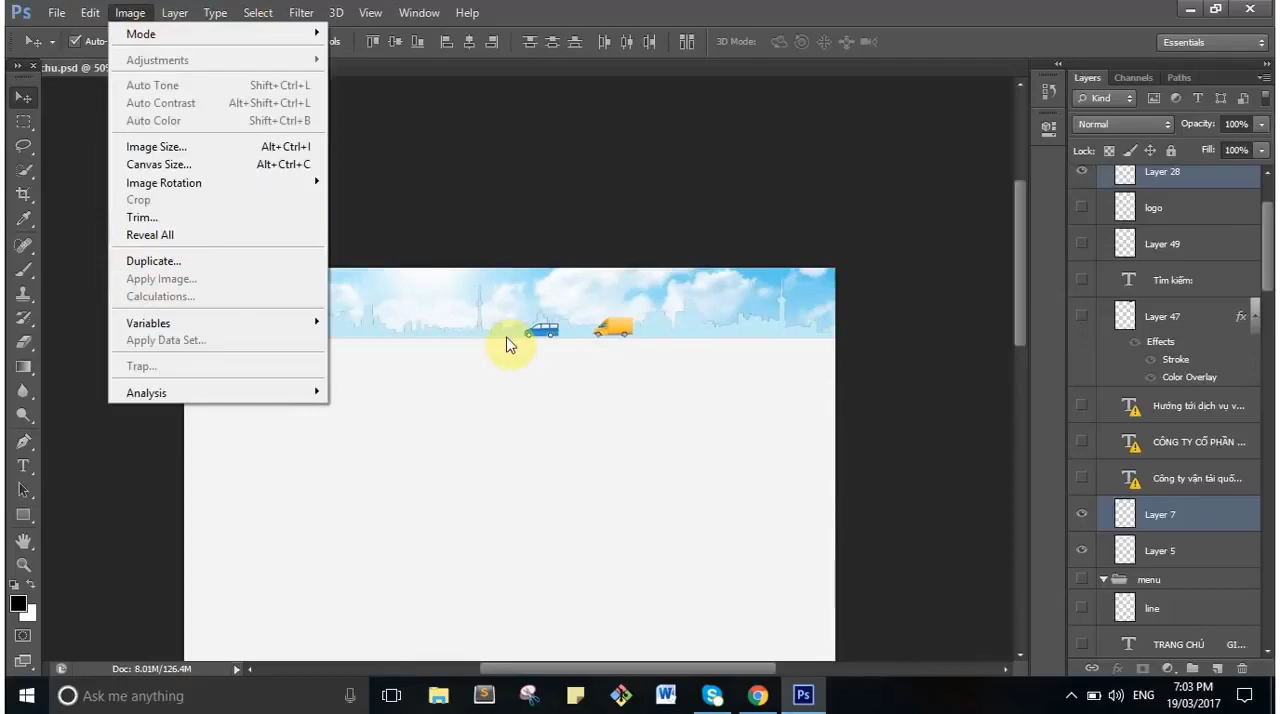 Ps File Edit Image Layer Type Select Filter 3D View Window Help
Auto-
3D Mode:
Essentials
chu.psd @ 50%
Mode
Adjustments
Auto Tone Shift+Ctrl+L
Auto Contrast Alt+Shift+Ctrl+L
Auto Color Shift+Ctrl+B
Image Size... Alt+Ctrl+I
Canvas Size... Alt+Ctrl+C
Image Rotation
Crop
Trim...
Reveal All
Duplicate...
Apply Image...
Calculations...
Variables
Apply Data Set...
Trap...
Analysis
Layers Channels Paths
Kind
Normal Opacity: 100%
Lock: Fill: 100%
Layer 28
logo
Layer 49
T Tìm kiếm:
Layer 47 fx
Effects
Stroke
Color Overlay
T Hướng tới dịch vụ v...
T CÔNG TY CỔ PHẦN ...
T Công ty vận tải quố...
Layer 7
Layer 5
menu
line
T TRANG CHỦ GI...
Doc: 8.01M/126.4M
Ask me anything
Ps
ENG
7:03 PM
19/03/2017